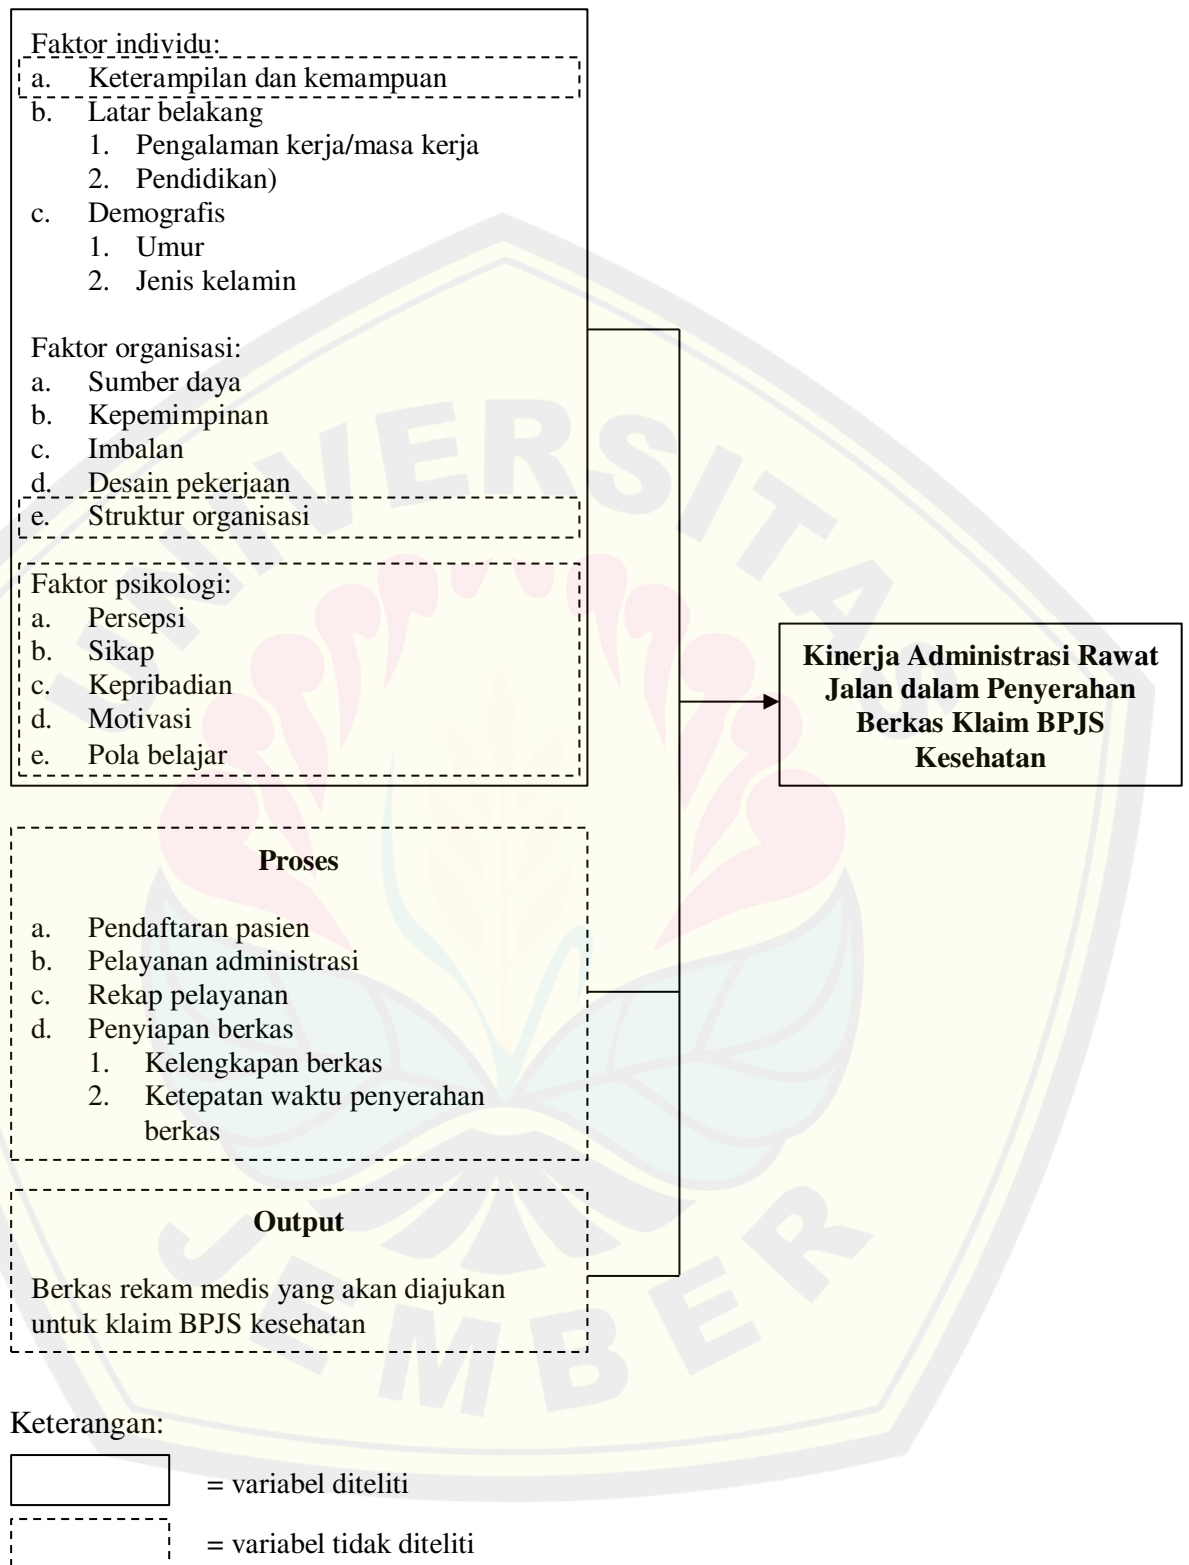 Faktor individu:
a. Keterampilan dan kemampuan
b. Latar belakang
1. Pengalaman kerja/masa kerja
2. Pendidikan)
c. Demografis
1. Umur
2. Jenis kelamin
Faktor organisasi:
a. Sumber daya
b. Kepemimpinan
c. Imbalan
d. Desain pekerjaan
e. Struktur organisasi
Faktor psikologi:
a. Persepsi
b. Sikap
c. Kepribadian
d. Motivasi
e. Pola belajar
Kinerja Administrasi Rawat
Jalan dalam Penyerahan
Berkas Klaim BPJS
Kesehatan
Proses
a. Pendaftaran pasien
b. Pelayanan administrasi
c. Rekap pelayanan
d. Penyiapan berkas
1. Kelengkapan berkas
2. Ketepatan waktu penyerahan
berkas
Output
Berkas rekam medis yang akan diajukan
untuk klaim BPJS kesehatan
Keterangan:
= variabel diteliti
= variabel tidak diteliti
UNIVERSITAS
JEMBER